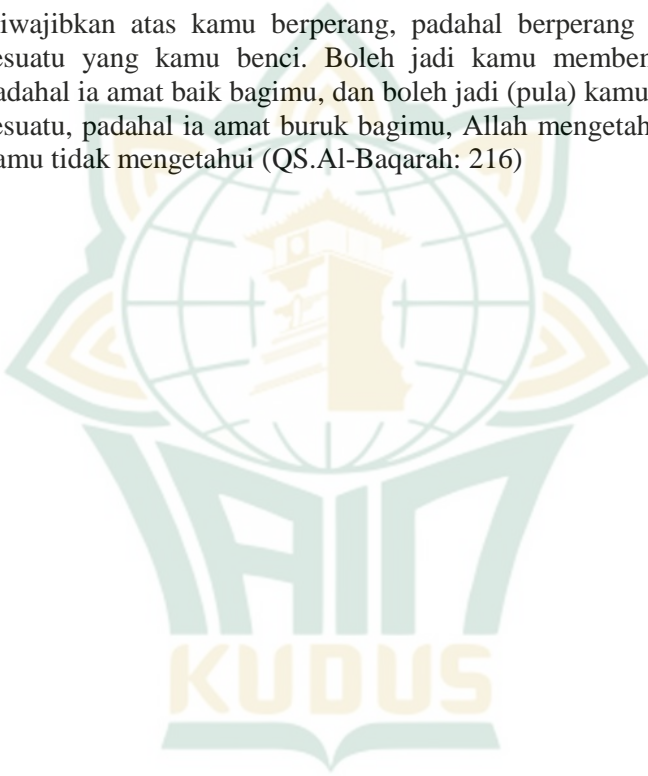 iwajibkan atas kamu berperang, padahal berperang
esuatu yang kamu benci. Boleh jadi kamu member
adahal ia amat baik bagimu, dan boleh jadi (pula) kamu
esuatu, padahal ia amat buruk bagimu, Allah mengetah
amu tidak mengetahui (QS.Al-Baqarah: 216)
IAIN
KUDUS